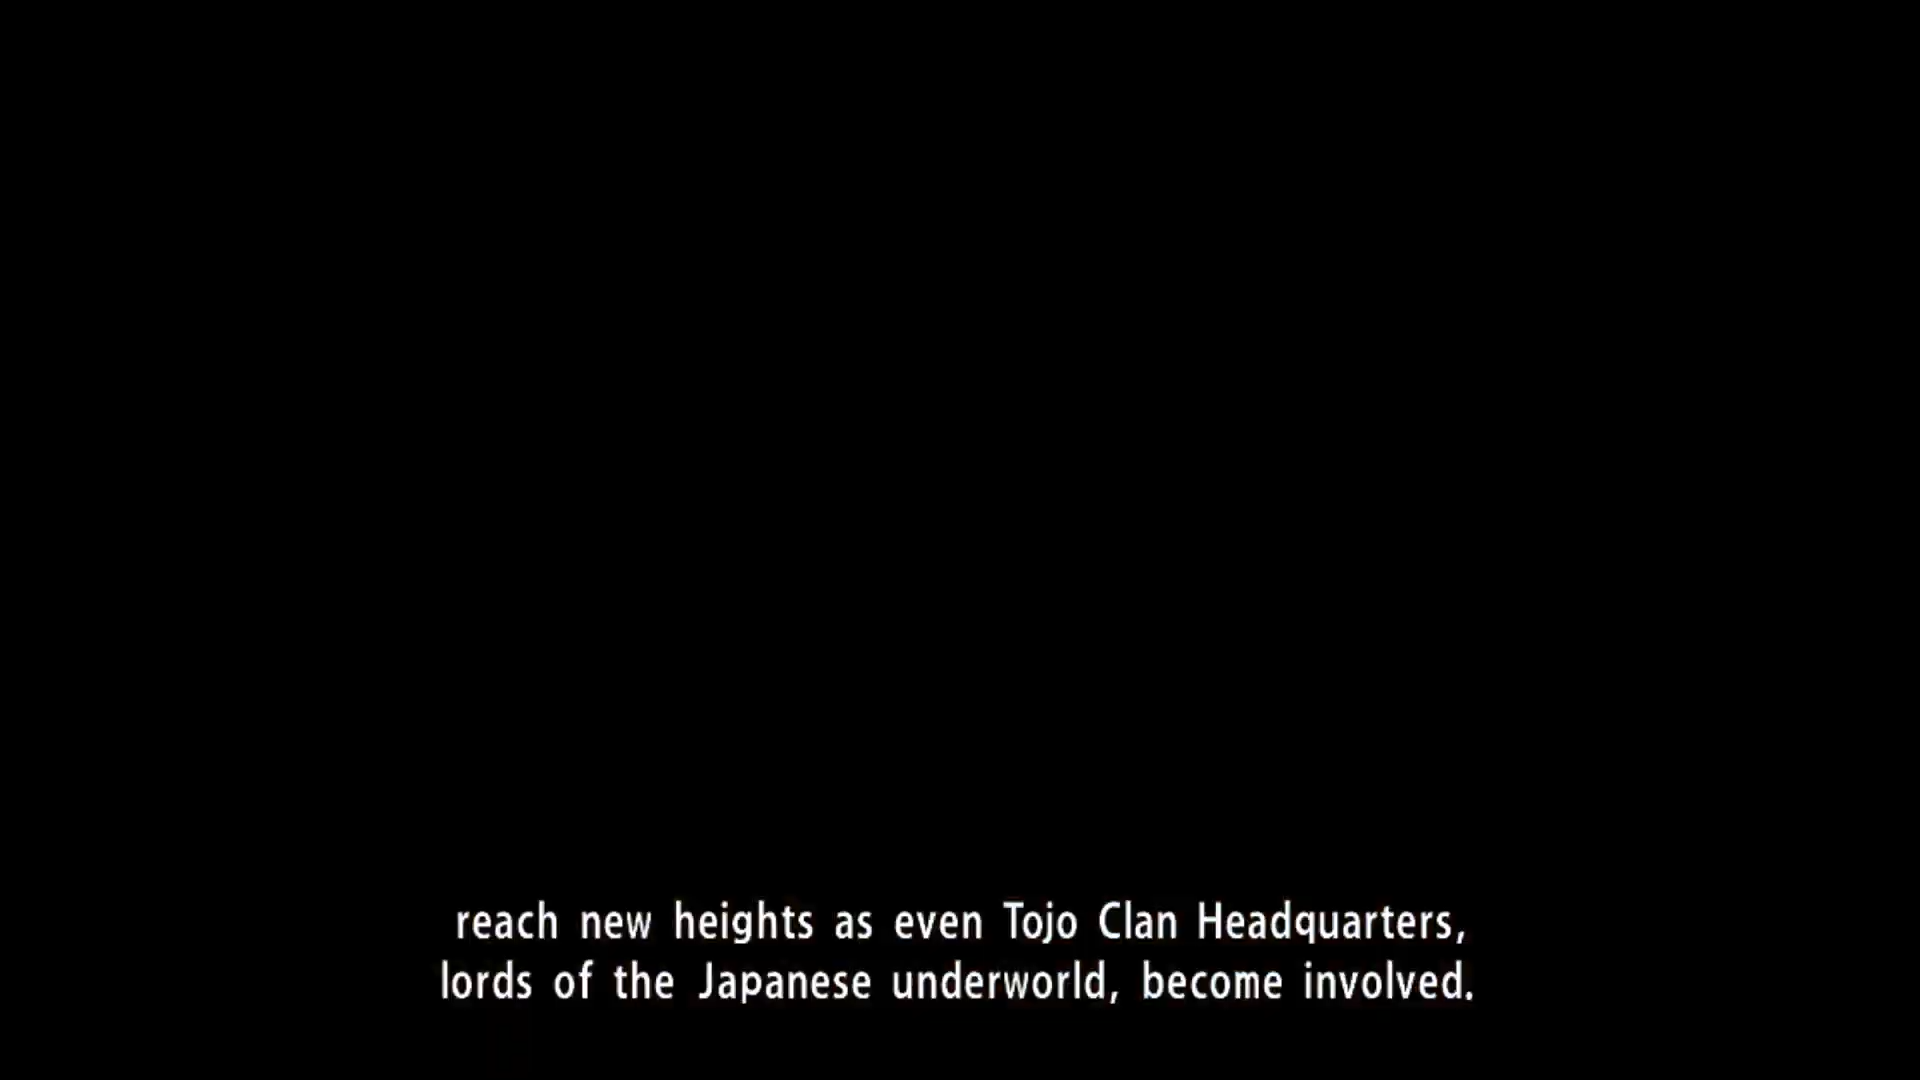 reach new heights as even Tojo Clan Headquarters,
lords of the Japanese underworld, become involved.